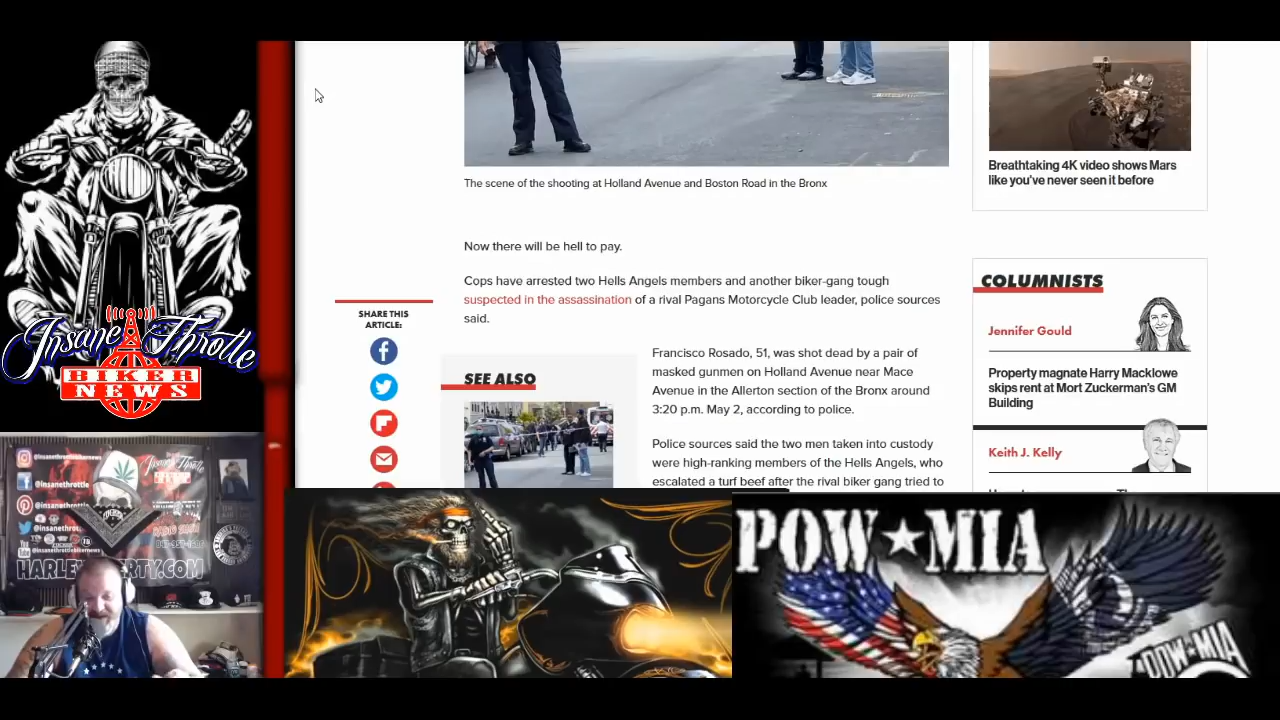 The scene of the shooting at Holland Avenue and Boston Road in the Bronx
Now there will be hell to pay.
Cops have arrested two Hells Angels members and another biker-gang tough
suspected in the assassination of a rival Pagans Motorcycle Club leader, police sources
said.
SHARE THIS
ARTICLE:
SEE ALSO
Francisco Rosado, 51, was shot dead by a pair of
masked gunmen on Holland Avenue near Mace
Avenue in the Allerton section of the Bronx around
3:20 p.m. May 2, according to police.
Police sources said the two men taken into custody
were high-ranking members of the Hells Angels, who
escalated a turf beef after the rival biker gang tried to
Breathtaking 4K video shows Mars
like you've never seen it before
COLUMNISTS
Jennifer Gould
Property magnate Harry Macklowe
skips rent at Mort Zuckerman's GM
Building
Keith J. Kelly
Insane Throttle
BIKER
NEWS
@insanethrottlebikernews
@insanethrottle
@insanethrottle
@insanethrottlebikernews
POW★MIA
POW-MIA